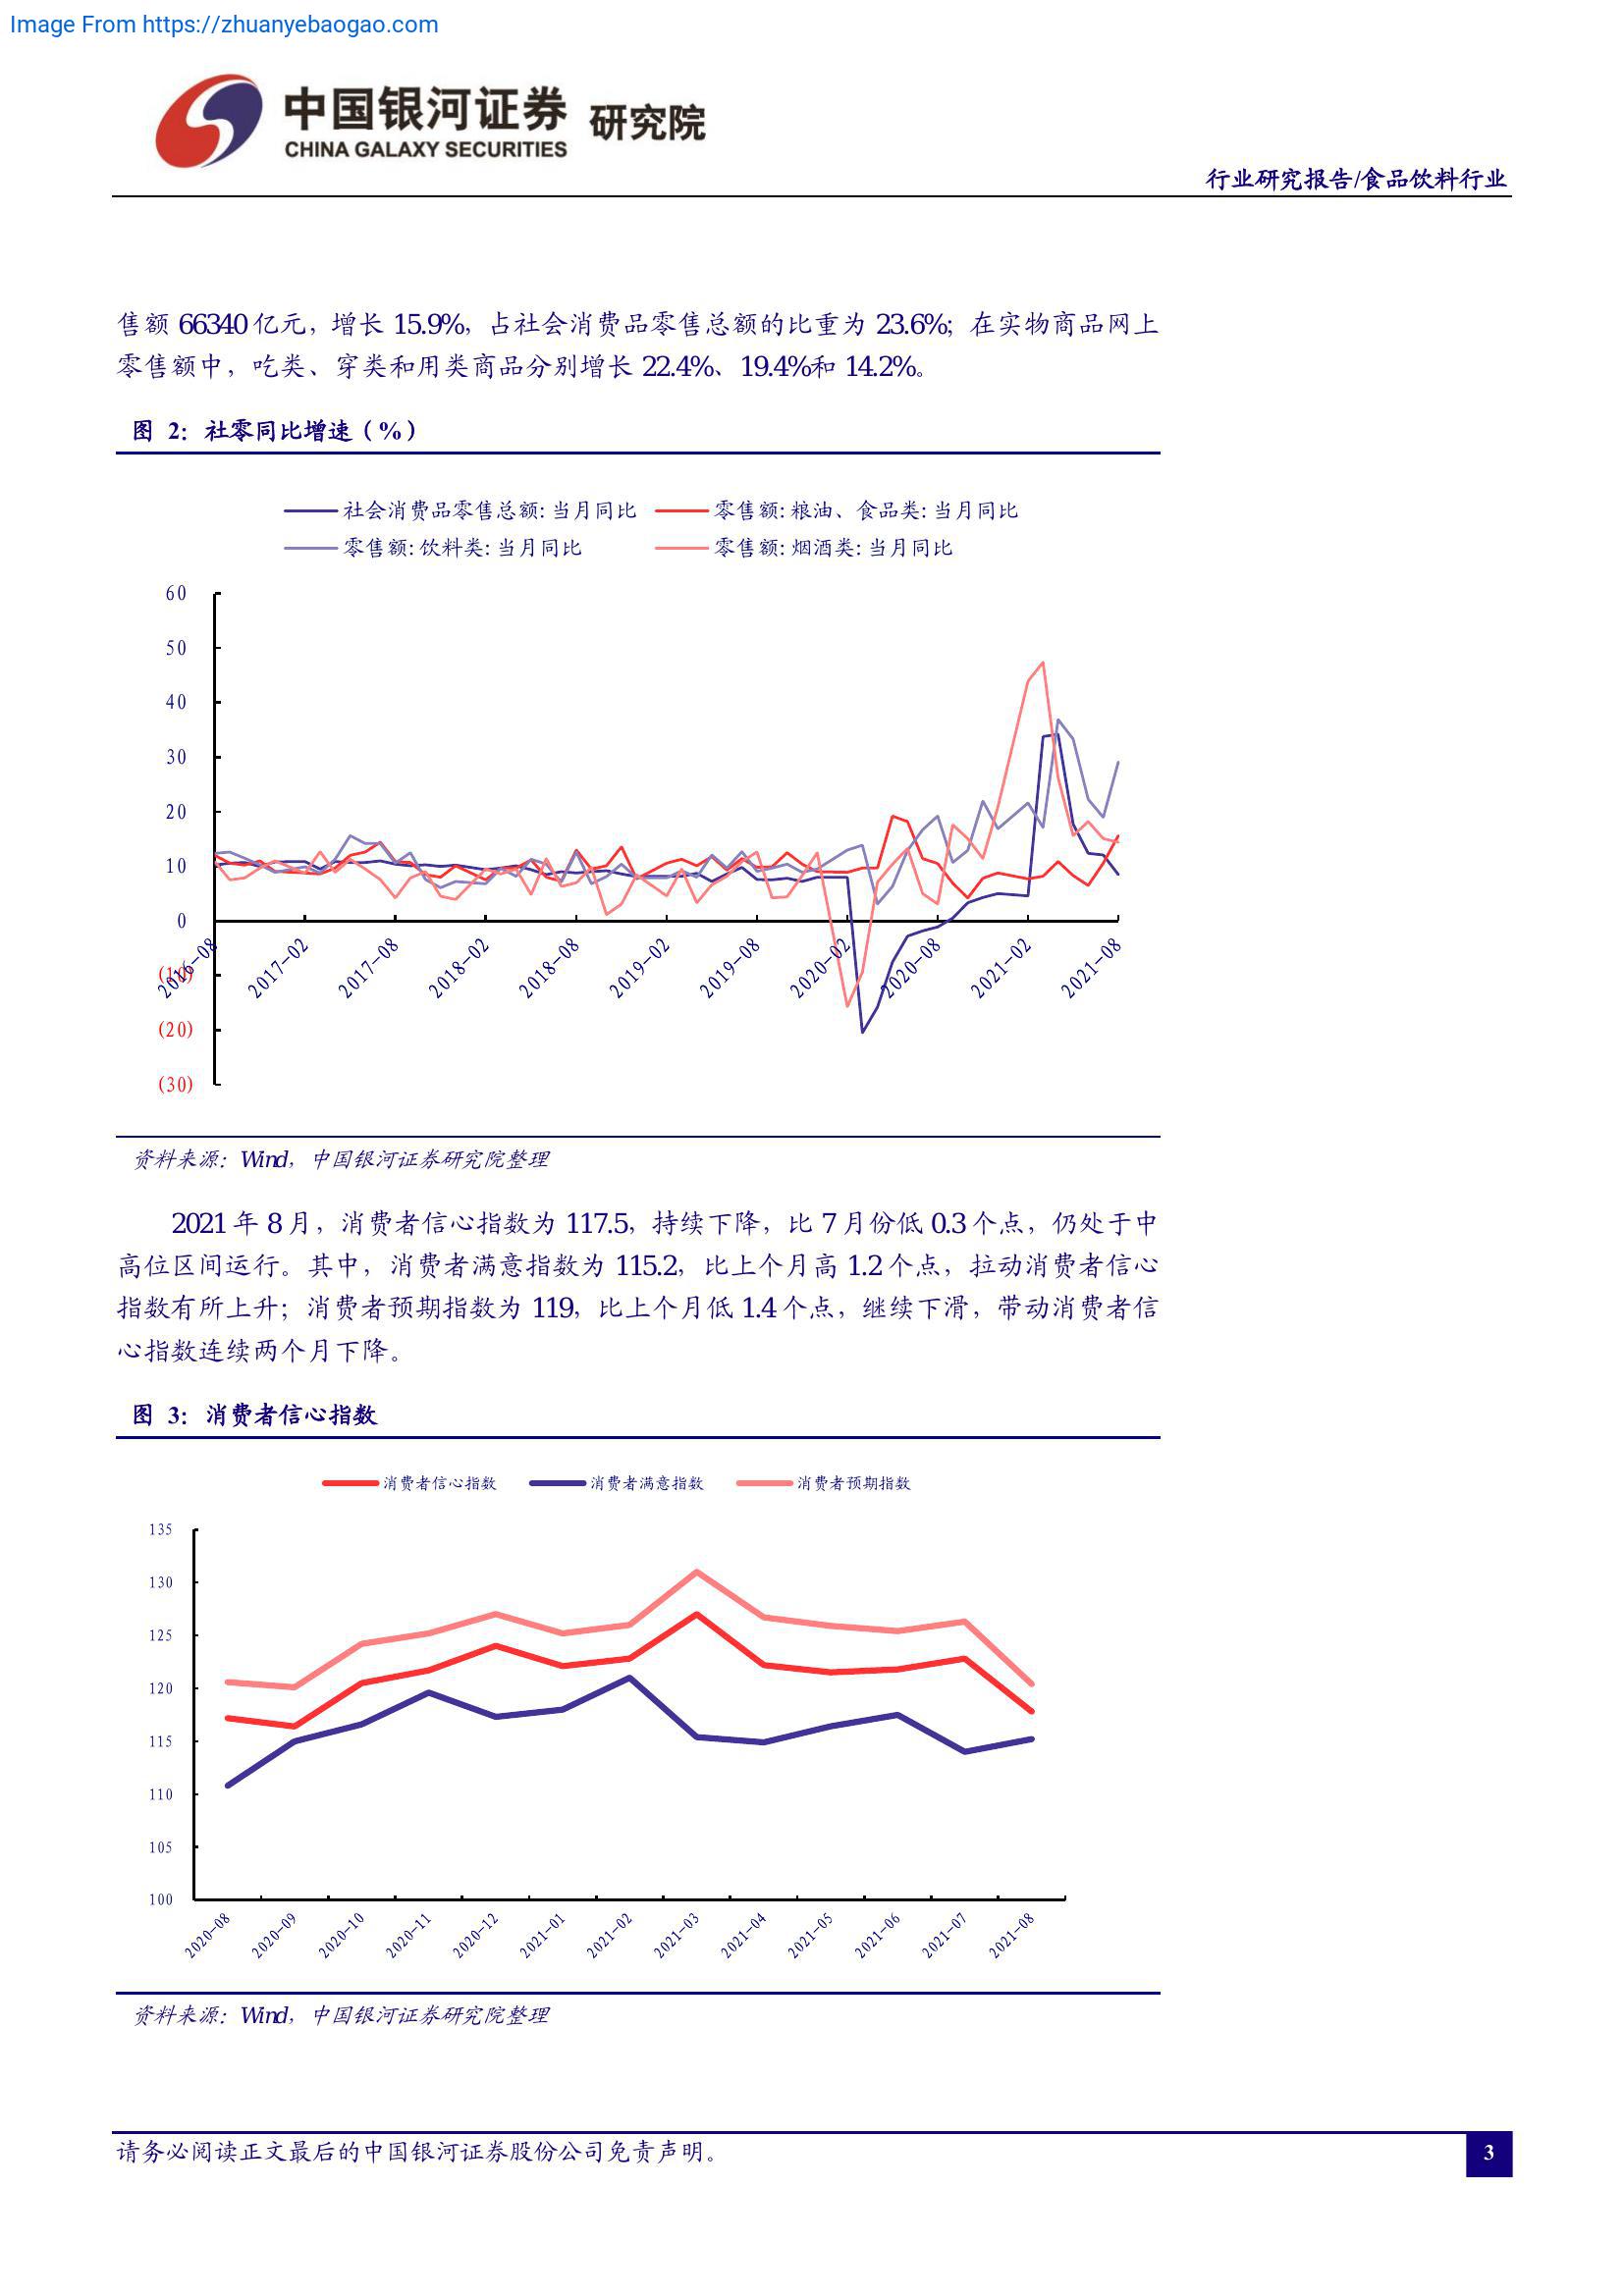 Image From https://zhuanyebaogao.com
中国银河证券 研究院
CHINA GALAXY SECURITIES
行业研究报告/食品饮料行业
售额 66340 亿元，增长 15.9%，占社会消费品零售总额的比重为 23.6%；在实物商品网上
零售额中，吃类、穿类和用类商品分别增长 22.4%、19.4%和 14.2%。
图 2：社零同比增速（%）
社会消费品零售总额:当月同比 零售额:粮油、食品类:当月同比
零售额:饮料类:当月同比 零售额:烟酒类:当月同比
60
50
40
30
20
10
0
(10)
(20)
(30)
2016-08 2017-02 2017-08 2018-02 2018-08 2019-02 2019-08 2020-02 2020-08 2021-02 2021-08
资料来源：Wind，中国银河证券研究院整理
2021 年 8 月，消费者信心指数为 117.5，持续下降，比 7 月份低 0.3 个点，仍处于中
高位区间运行。其中，消费者满意指数为 115.2，比上个月高 1.2 个点，拉动消费者信心
指数有所上升；消费者预期指数为 119，比上个月低 1.4 个点，继续下滑，带动消费者信
心指数连续两个月下降。
图 3：消费者信心指数
消费者信心指数 消费者满意指数 消费者预期指数
135
130
125
120
115
110
105
100
2020-08 2020-09 2020-10 2020-11 2020-12 2021-01 2021-02 2021-03 2021-04 2021-05 2021-06 2021-07 2021-08
资料来源：Wind，中国银河证券研究院整理
请务必阅读正文最后的中国银河证券股份公司免责声明。
3